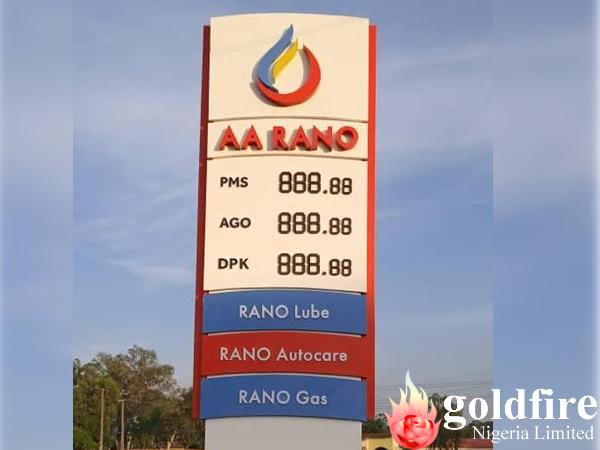 AA RANO
PMS 888.88
AGO 888.88
DPK 888.88
RANO Lube
RANO Autocare
RANO Gas
goldfire
Nigeria Limited